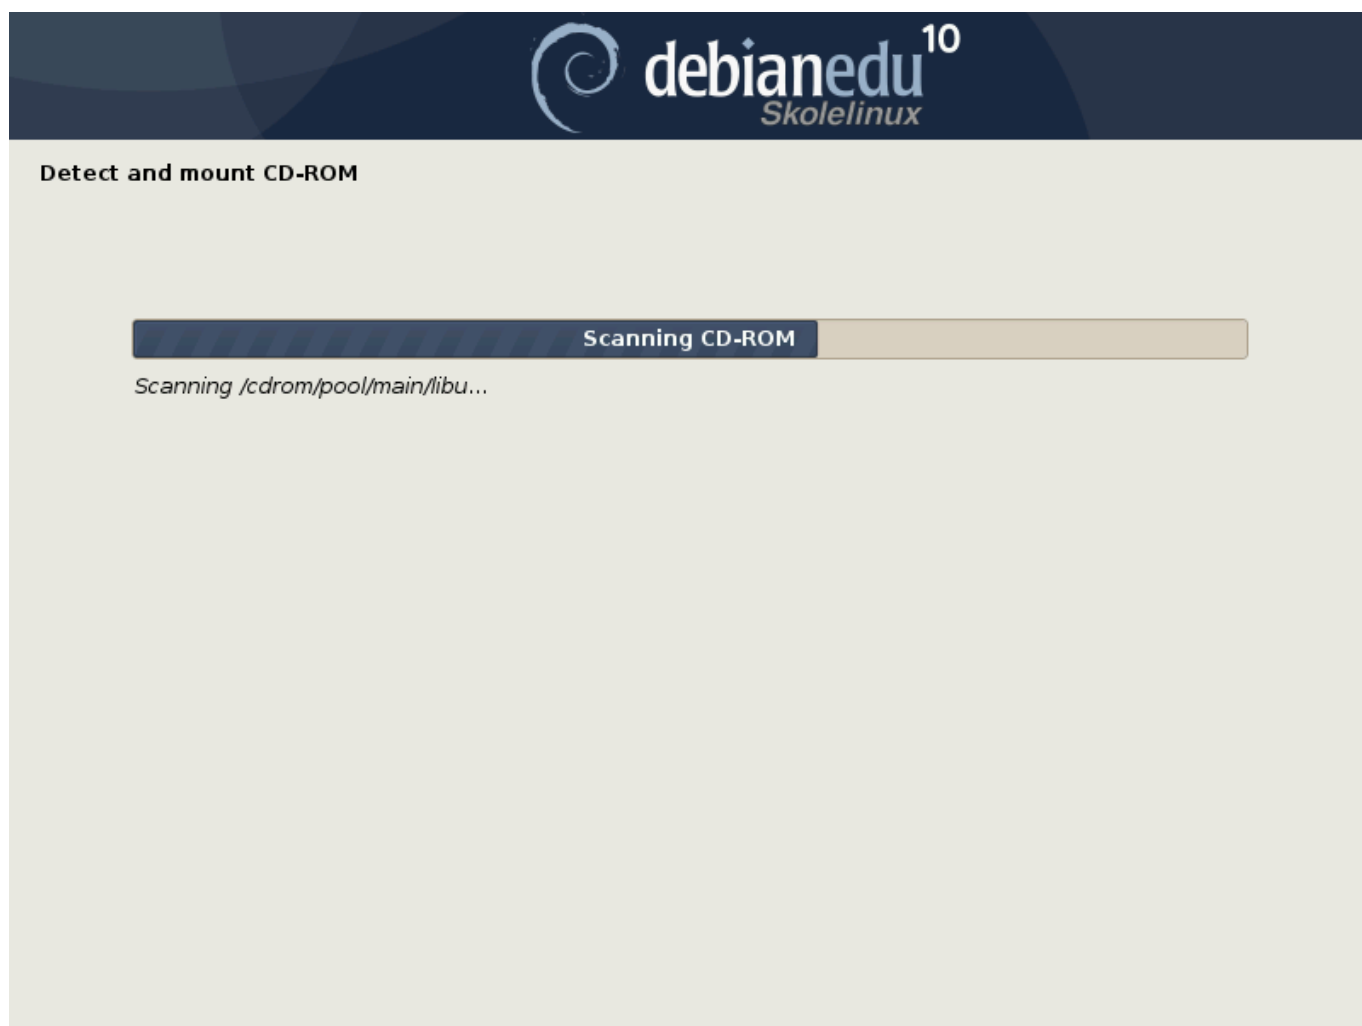 debianedu 10
Skolelinux
Detect and mount CD-ROM
Scanning CD-ROM
Scanning /cdrom/pool/main/libu...